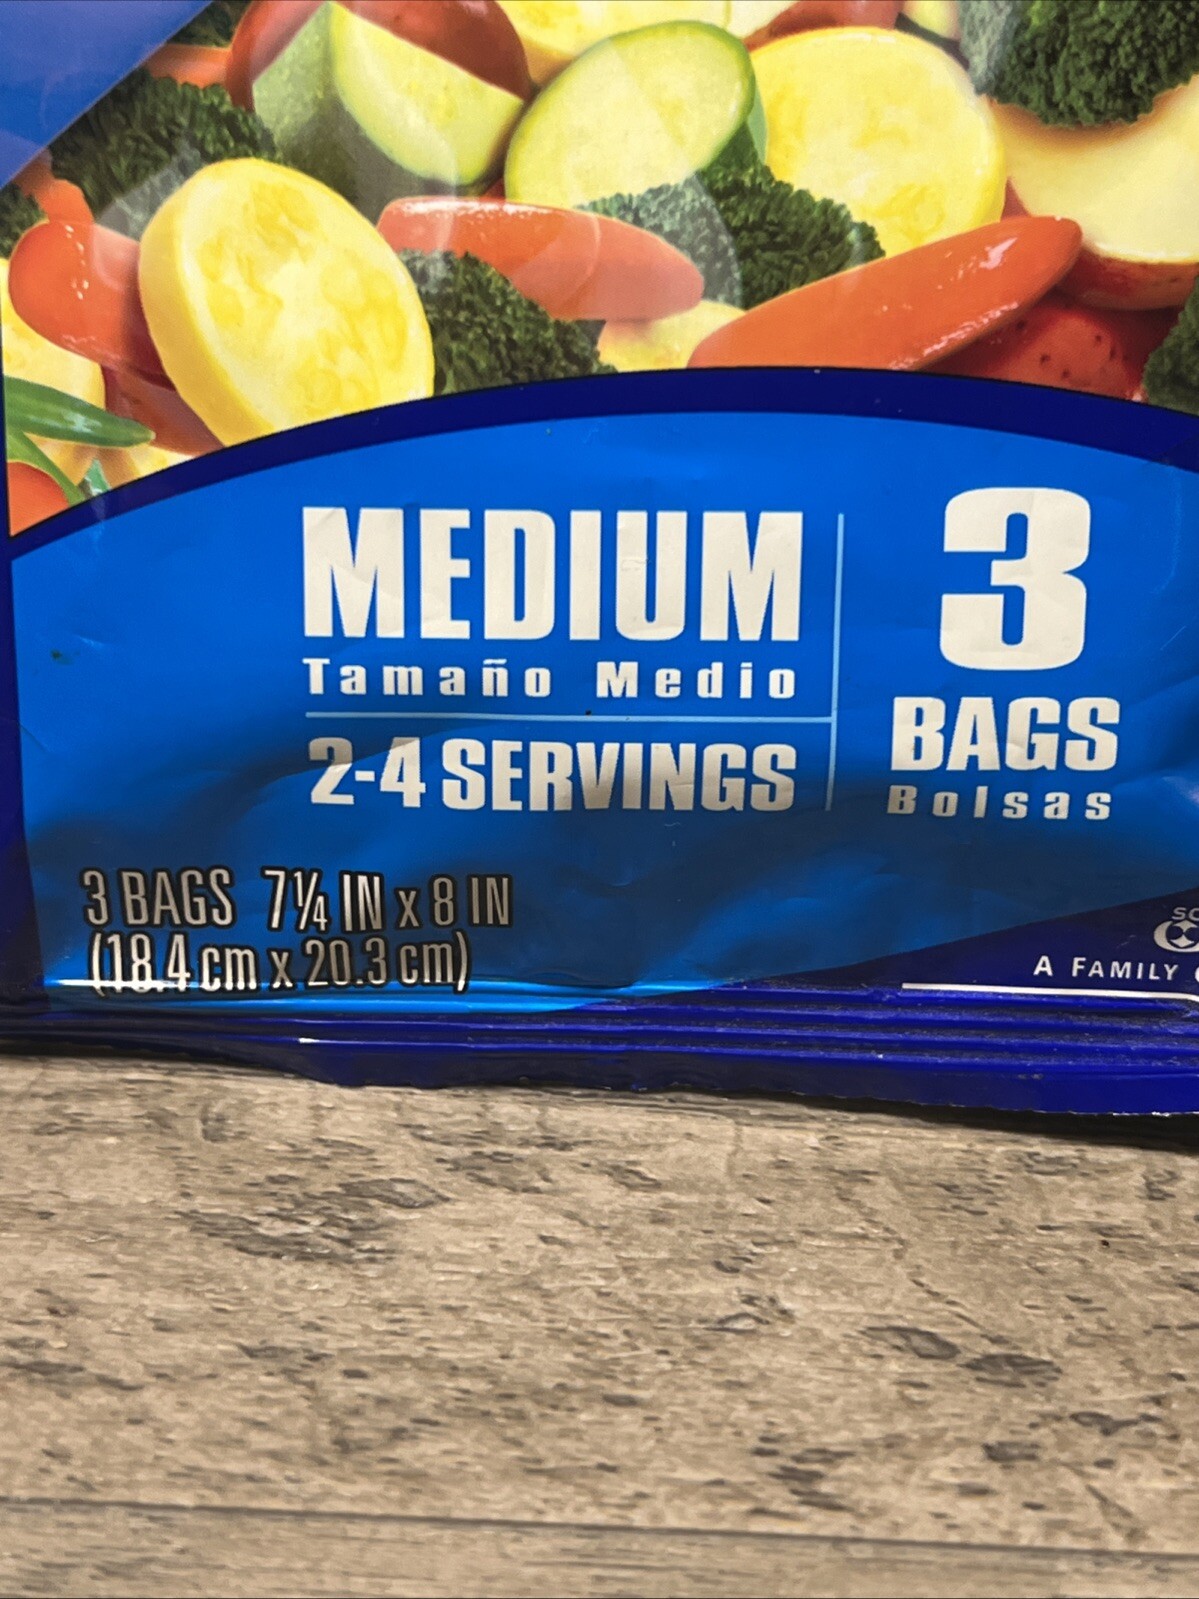 MEDIUM
Tamaño Medio
2-4 SERVINGS
3
BAGS
Bolsas
3 BAGS 7¼ IN x 8 IN
(18.4 cm x 20.3 cm)
A FAMILY